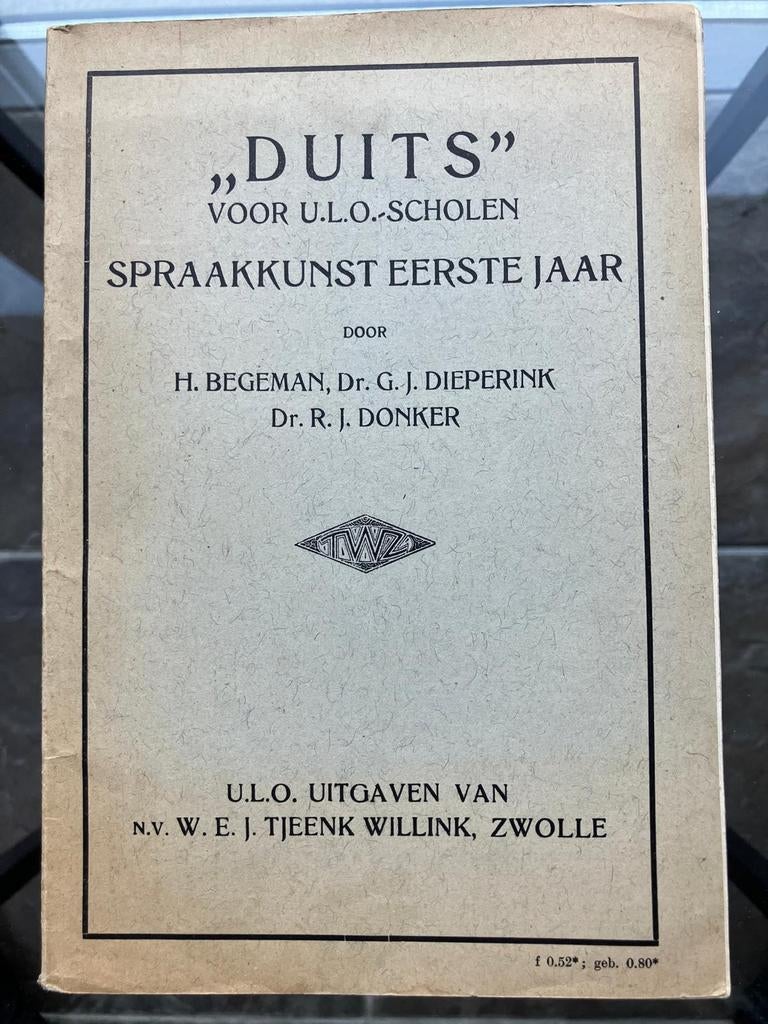 „DUITS”
VOOR U.L.O.-SCHOLEN
SPRAAKKUNST EERSTE JAAR
DOOR
H. BEGEMAN, Dr. G. J. DIEPERINK
Dr. R. J. DONKER
TWZ
U.L.O. UITGAVEN VAN
N.V. W. E. J. TJEENK WILLINK, ZWOLLE
f 0.52*; geb. 0.80*